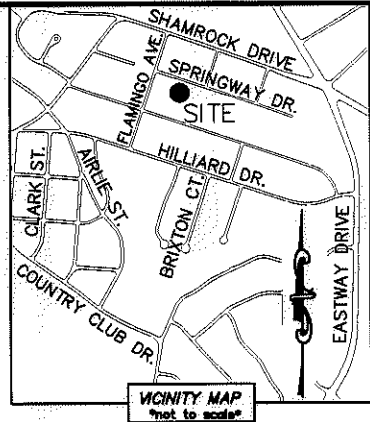 SHAMROCK DRIVE
FLAMINGO AVE.
SPRINGWAY DR.
SITE
HILLIARD DR.
CLARK ST.
AIRLIE ST.
BRIXTON CT.
EASTWAY DRIVE
COUNTRY CLUB DR.
VICINITY MAP
*not to scale*